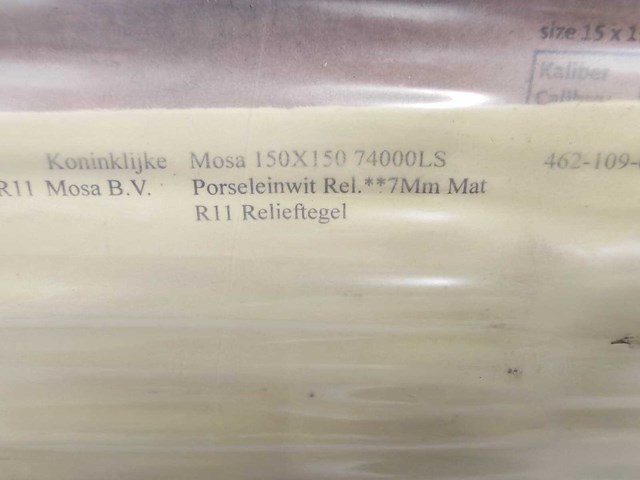 size 15 x 1
Kaliber
Koninklijke Mosa 150X150 74000LS 462-109-
R11 Mosa B.V. Porseleinwit Rel.**7Mm Mat
R11 Relieftegel